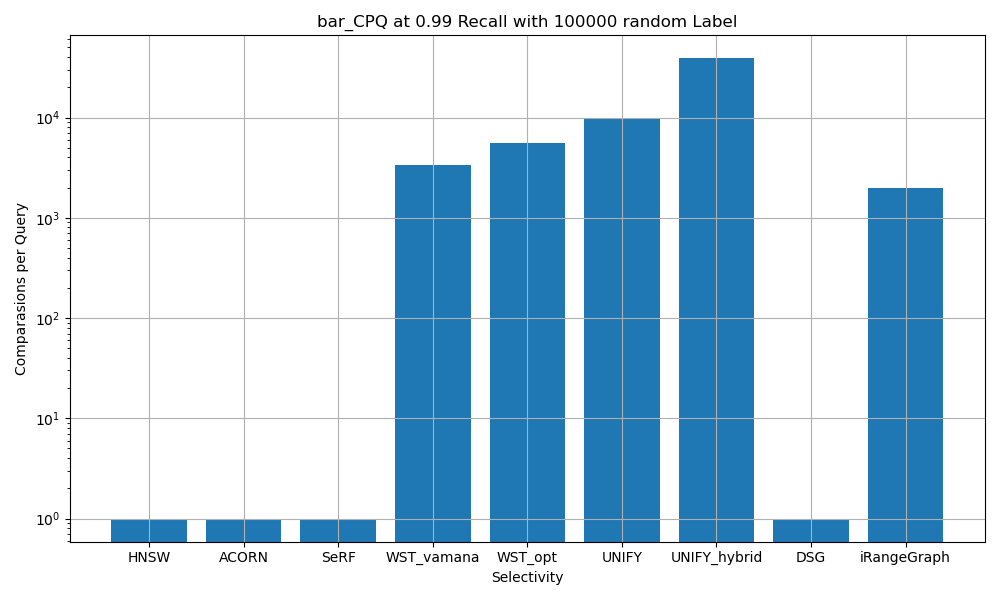 bar_CPQ at 0.99 Recall with 100000 random Label
Comparasions per Query
10^4
10^3
10^2
10^1
10^0
HNSW ACORN SeRF WST_vamana WST_opt UNIFY UNIFY_hybrid DSG iRangeGraph
Selectivity